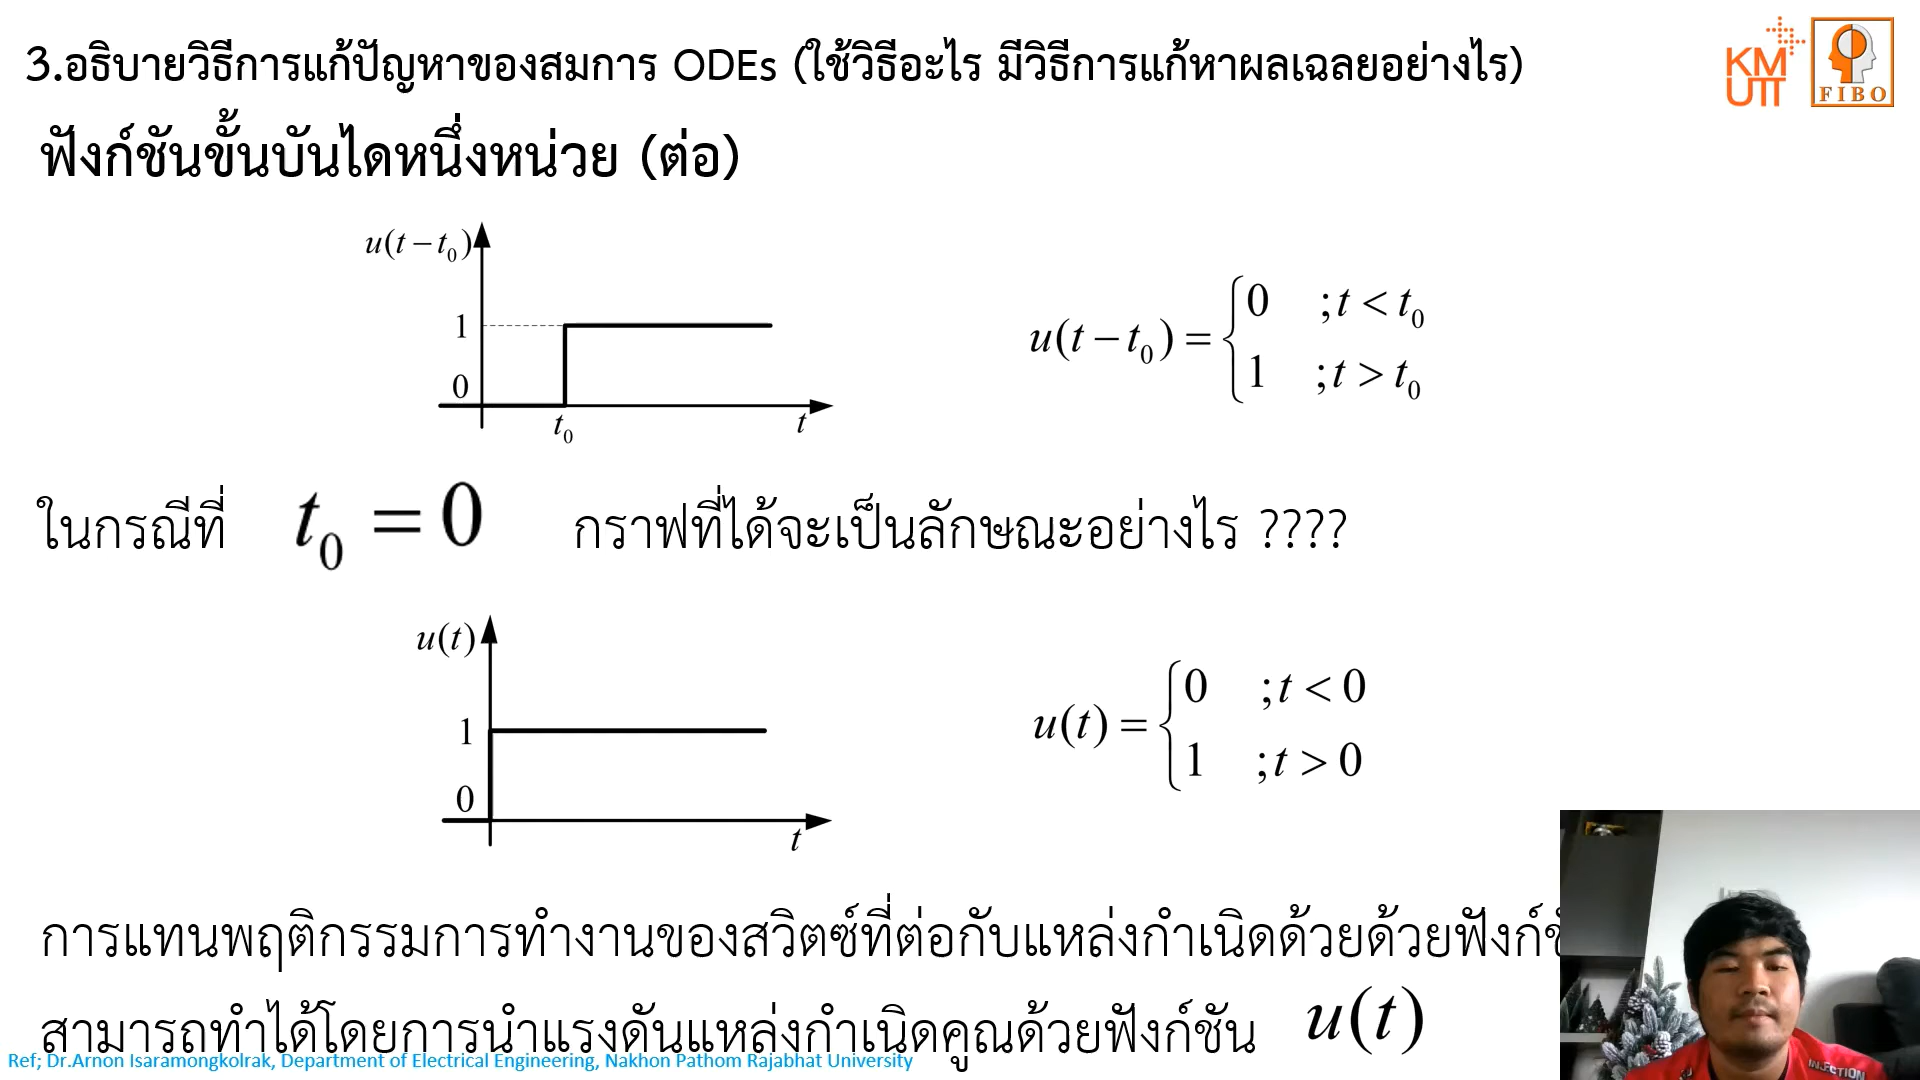 3.อธิบายวิธีการแก้ปัญหาของสมการ ODEs (ใช้วิธีอะไร มีวิธีการแก้หาผลเฉลยอย่างไร)
KM
UTT
FIBO
ฟังก์ชันขั้นบันไดหนึ่งหน่วย (ต่อ)
u(t − t₀)
1
0
t₀
t
u(t − t₀) = { 0 ; t < t₀
1 ; t > t₀
ในกรณีที่ t₀ = 0 กราฟที่ได้จะเป็นลักษณะอย่างไร ????
u(t)
1
0
t
u(t) = { 0 ; t < 0
1 ; t > 0
การแทนพฤติกรรมการทำงานของสวิตซ์ที่ต่อกับแหล่งกำเนิดด้วยด้วย
สามารถทำได้โดยการนำแรงดันแหล่งกำเนิดคูณด้วยฟังก์ชัน u(t)
Ref; Dr.Arnon Isaramongkolrak, Department of Electrical Engineering, Nakhon Pathom Rajabhat University
INJECTION